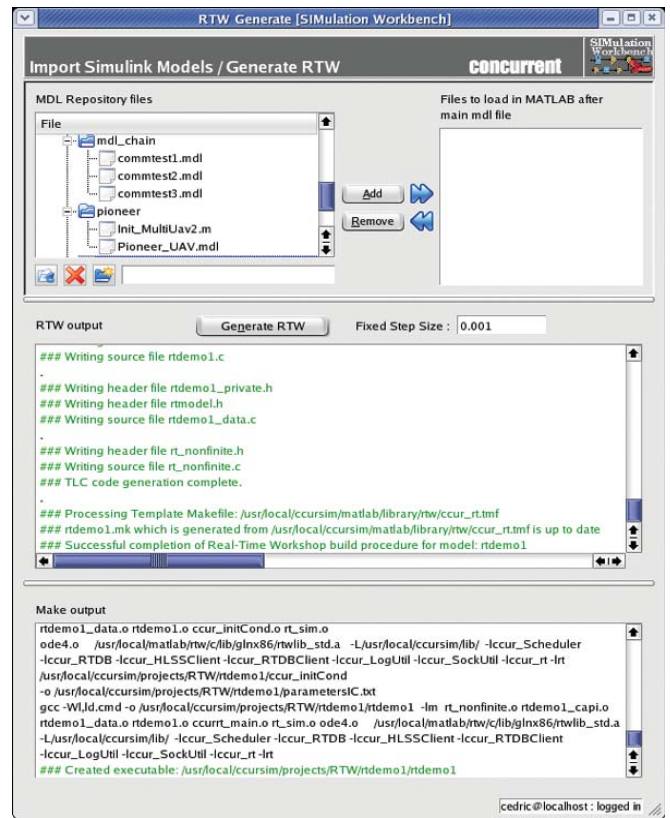 RTW Generate [SIMulation Workbench]
Import Simulink Models / Generate RTW
concurrent
SIMulation
Workbench
MDL Repository files
Files to load in MATLAB after
main mdl file
File
mdl_chain
commtest1.mdl
commtest2.mdl
commtest3.mdl
pioneer
Init_MultiUav2.m
Pioneer_UAV.mdl
Add
Remove
RTW output
Generate RTW
Fixed Step Size : 0.001
### Writing source file rtdemo1.c
.
### Writing header file rtdemo1_private.h
### Writing header file rtmodel.h
### Writing source file rtdemo1_data.c
.
### Writing header file rt_nonfinite.h
### Writing source file rt_nonfinite.c
### TLC code generation complete.
.
### Processing Template Makefile: /usr/local/ccursim/matlab/library/rtw/ccur_rt.tmf
### rtdemo1.mk which is generated from /usr/local/ccursim/matlab/library/rtw/ccur_rt.tmf is up to date
### Successful completion of Real-Time Workshop build procedure for model: rtdemo1
Make output
rtdemo1_data.o rtdemo1.o ccur_initCond.o rt_sim.o
ode4.o /usr/local/matlab/rtw/c/lib/glnx86/rtwlib_std.a -L/usr/local/ccursim/lib/ -lccur_Scheduler
-lccur_RTDB -lccur_HLSSClient -lccur_RTDBClient -lccur_LogUtil -lccur_SockUtil -lccur_rt -lrt
/usr/local/ccursim/projects/RTW/rtdemo1/ccur_initCond
-o /usr/local/ccursim/projects/RTW/rtdemo1/parametersIC.txt
gcc -Wl,ld.cmd -o /usr/local/ccursim/projects/RTW/rtdemo1/rtdemo1 -lm rt_nonfinite.o rtdemo1_capi.o
rtdemo1_data.o rtdemo1.o ccurrt_main.o rt_sim.o ode4.o /usr/local/matlab/rtw/c/lib/glnx86/rtwlib_std.a
-L/usr/local/ccursim/lib/ -lccur_Scheduler -lccur_RTDB -lccur_HLSSClient -lccur_RTDBClient
-lccur_LogUtil -lccur_SockUtil -lccur_rt -lrt
### Created executable: /usr/local/ccursim/projects/RTW/rtdemo1/rtdemo1
cedric@localhost : logged in